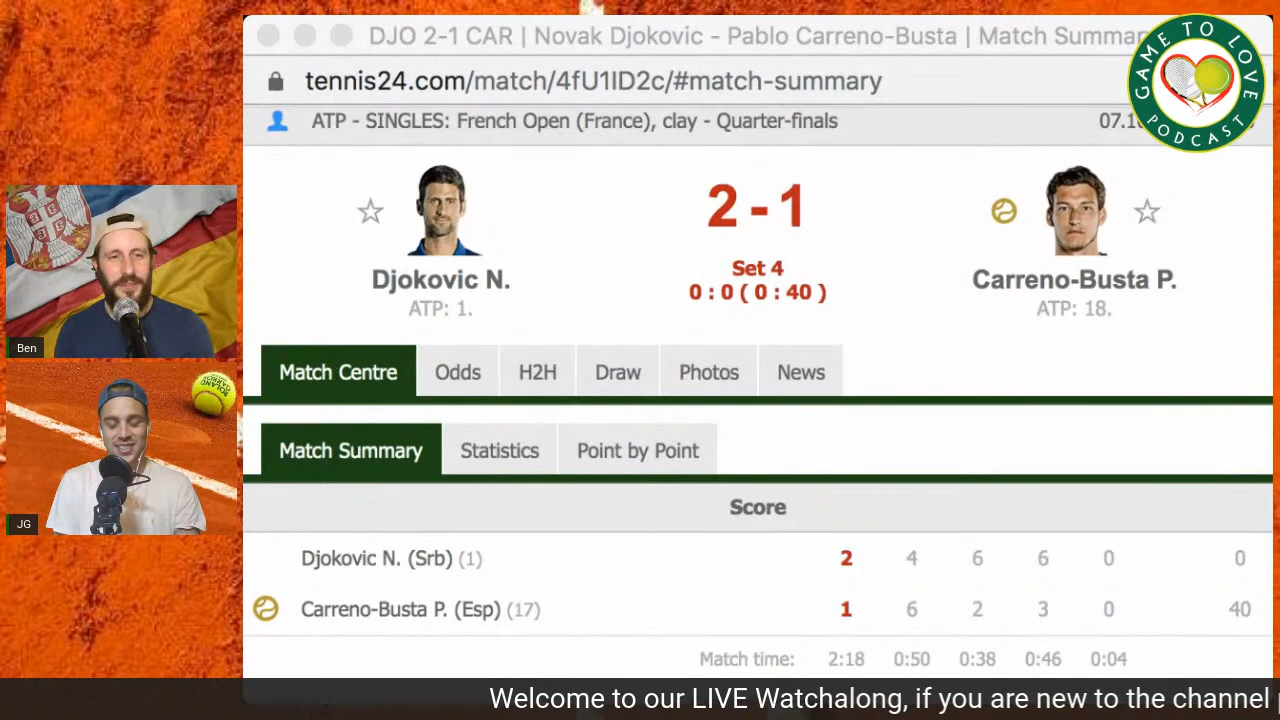 DJO 2-1 CAR | Novak Djokovic - Pablo Carreno-Busta | Match Summar
tennis24.com/match/4fU1ID2c/#match-summary
GAME TO LOVE PODCAST
ATP - SINGLES: French Open (France), clay - Quarter-finals 07.1
2 - 1
Set 4
0 : 0 ( 0 : 40 )
Djokovic N.
ATP: 1.
Carreno-Busta P.
ATP: 18.
Ben
JG
ROLAND GARROS
Match Centre Odds H2H Draw Photos News
Match Summary Statistics Point by Point
Score
Djokovic N. (Srb) (1) 2 4 6 6 0 0
Carreno-Busta P. (Esp) (17) 1 6 2 3 0 40
Match time: 2:18 0:50 0:38 0:46 0:04
Welcome to our LIVE Watchalong, if you are new to the channel